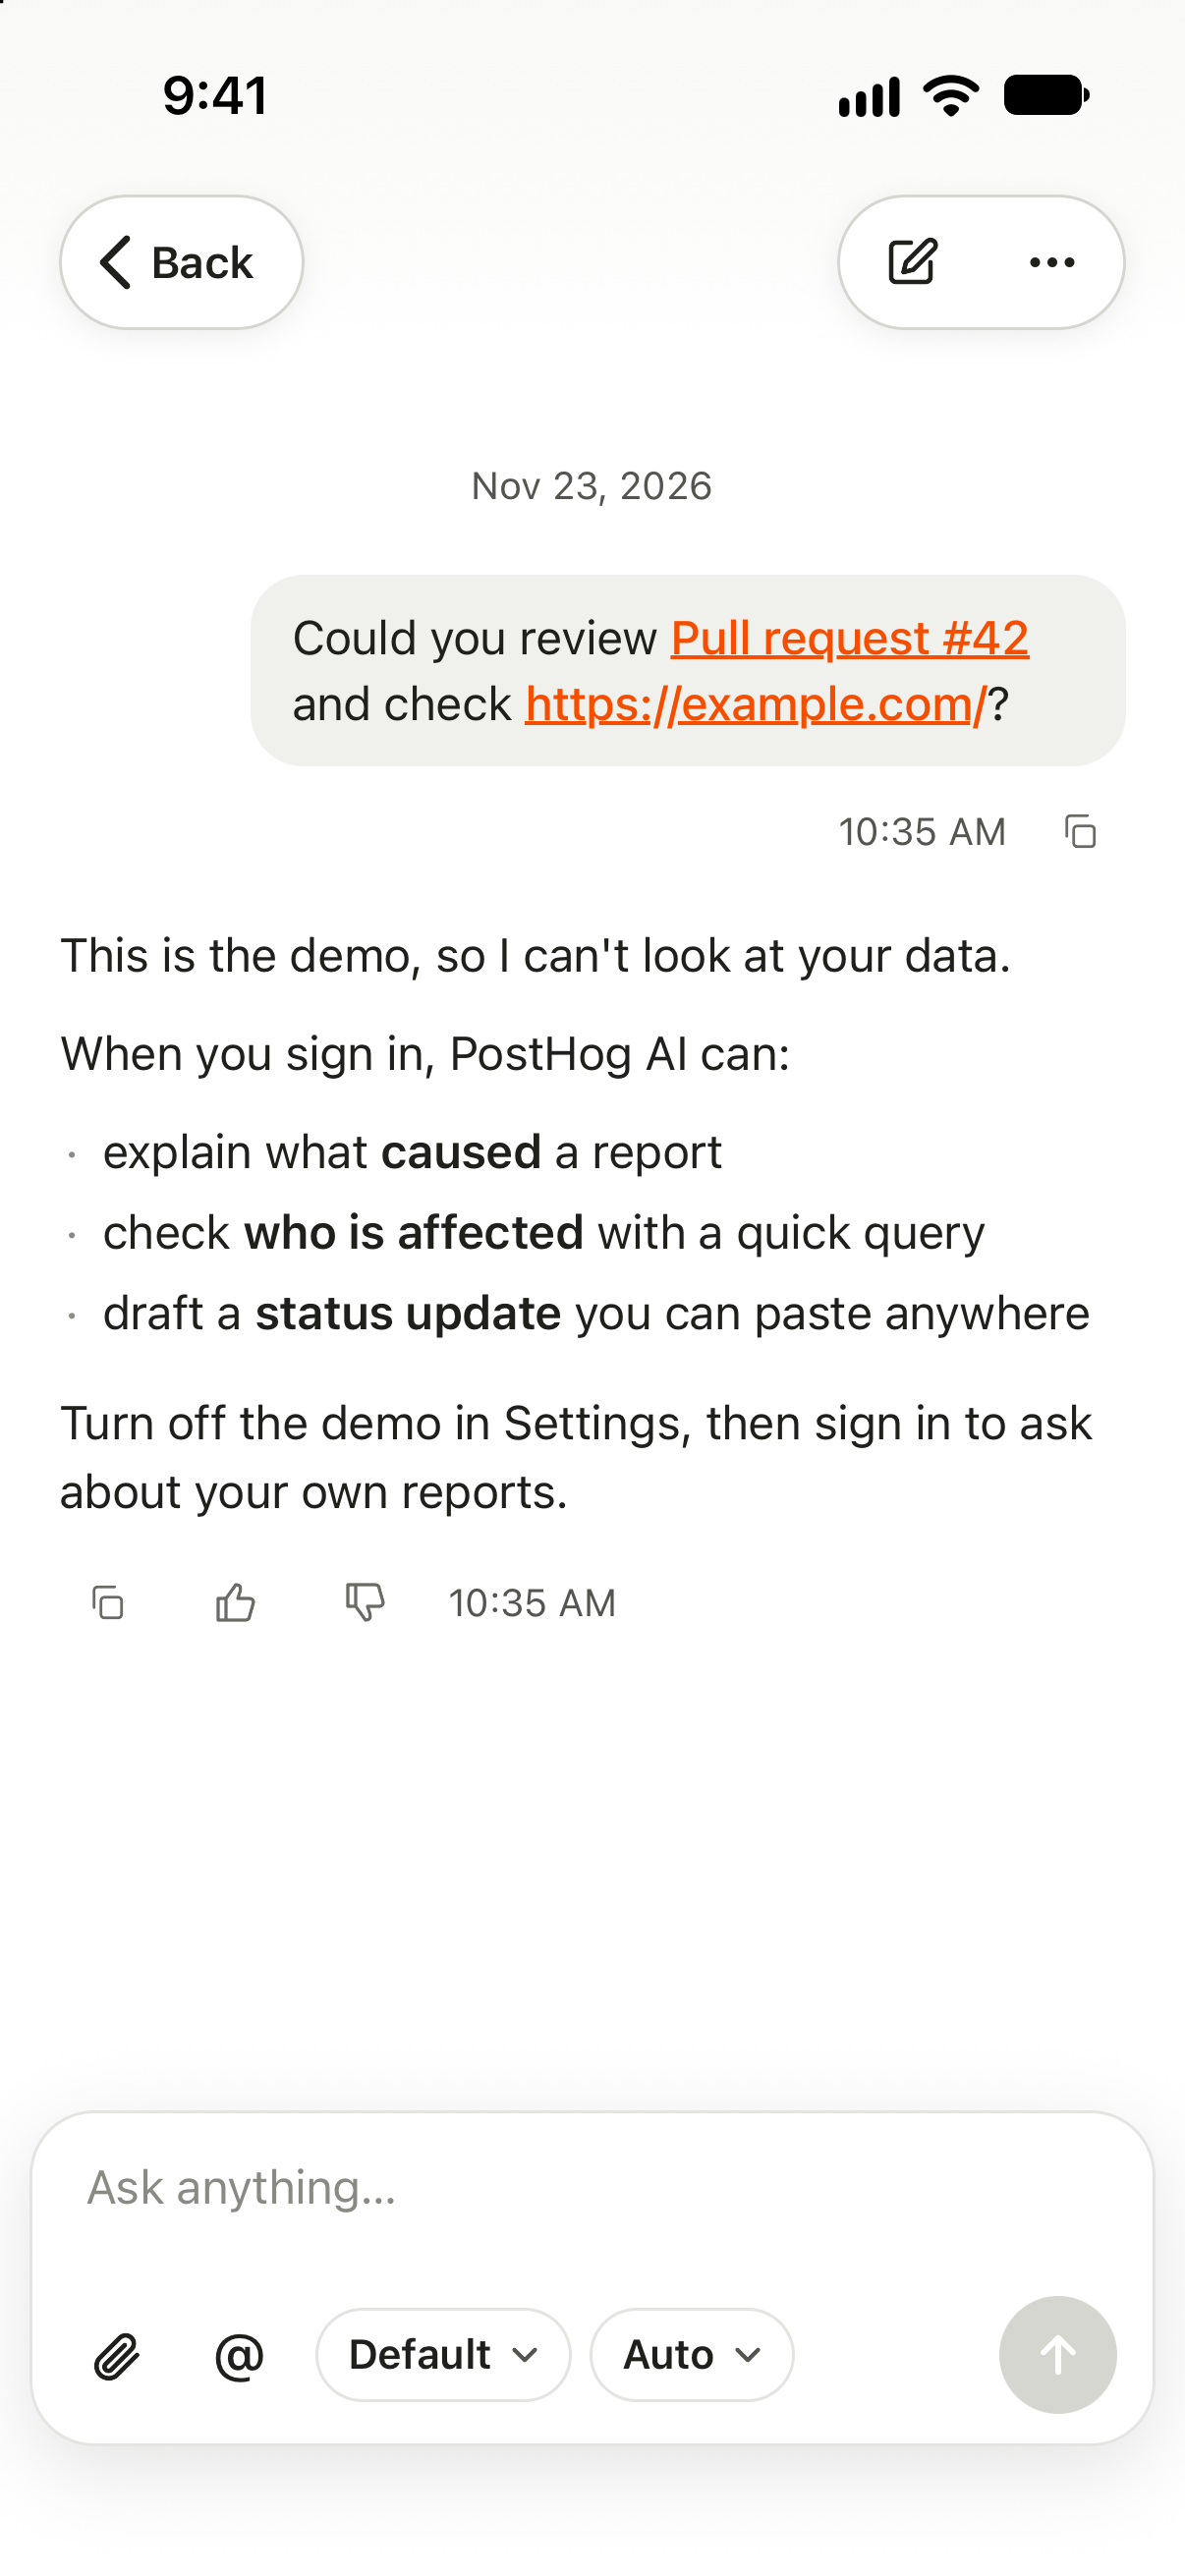 9:41
Back
Nov 23, 2026
Could you review Pull request #42
and check https://example.com/?
10:35 AM
This is the demo, so I can't look at your data.
When you sign in, PostHog AI can:
· explain what caused a report
· check who is affected with a quick query
· draft a status update you can paste anywhere
Turn off the demo in Settings, then sign in to ask
about your own reports.
10:35 AM
Ask anything...
@ Default Auto